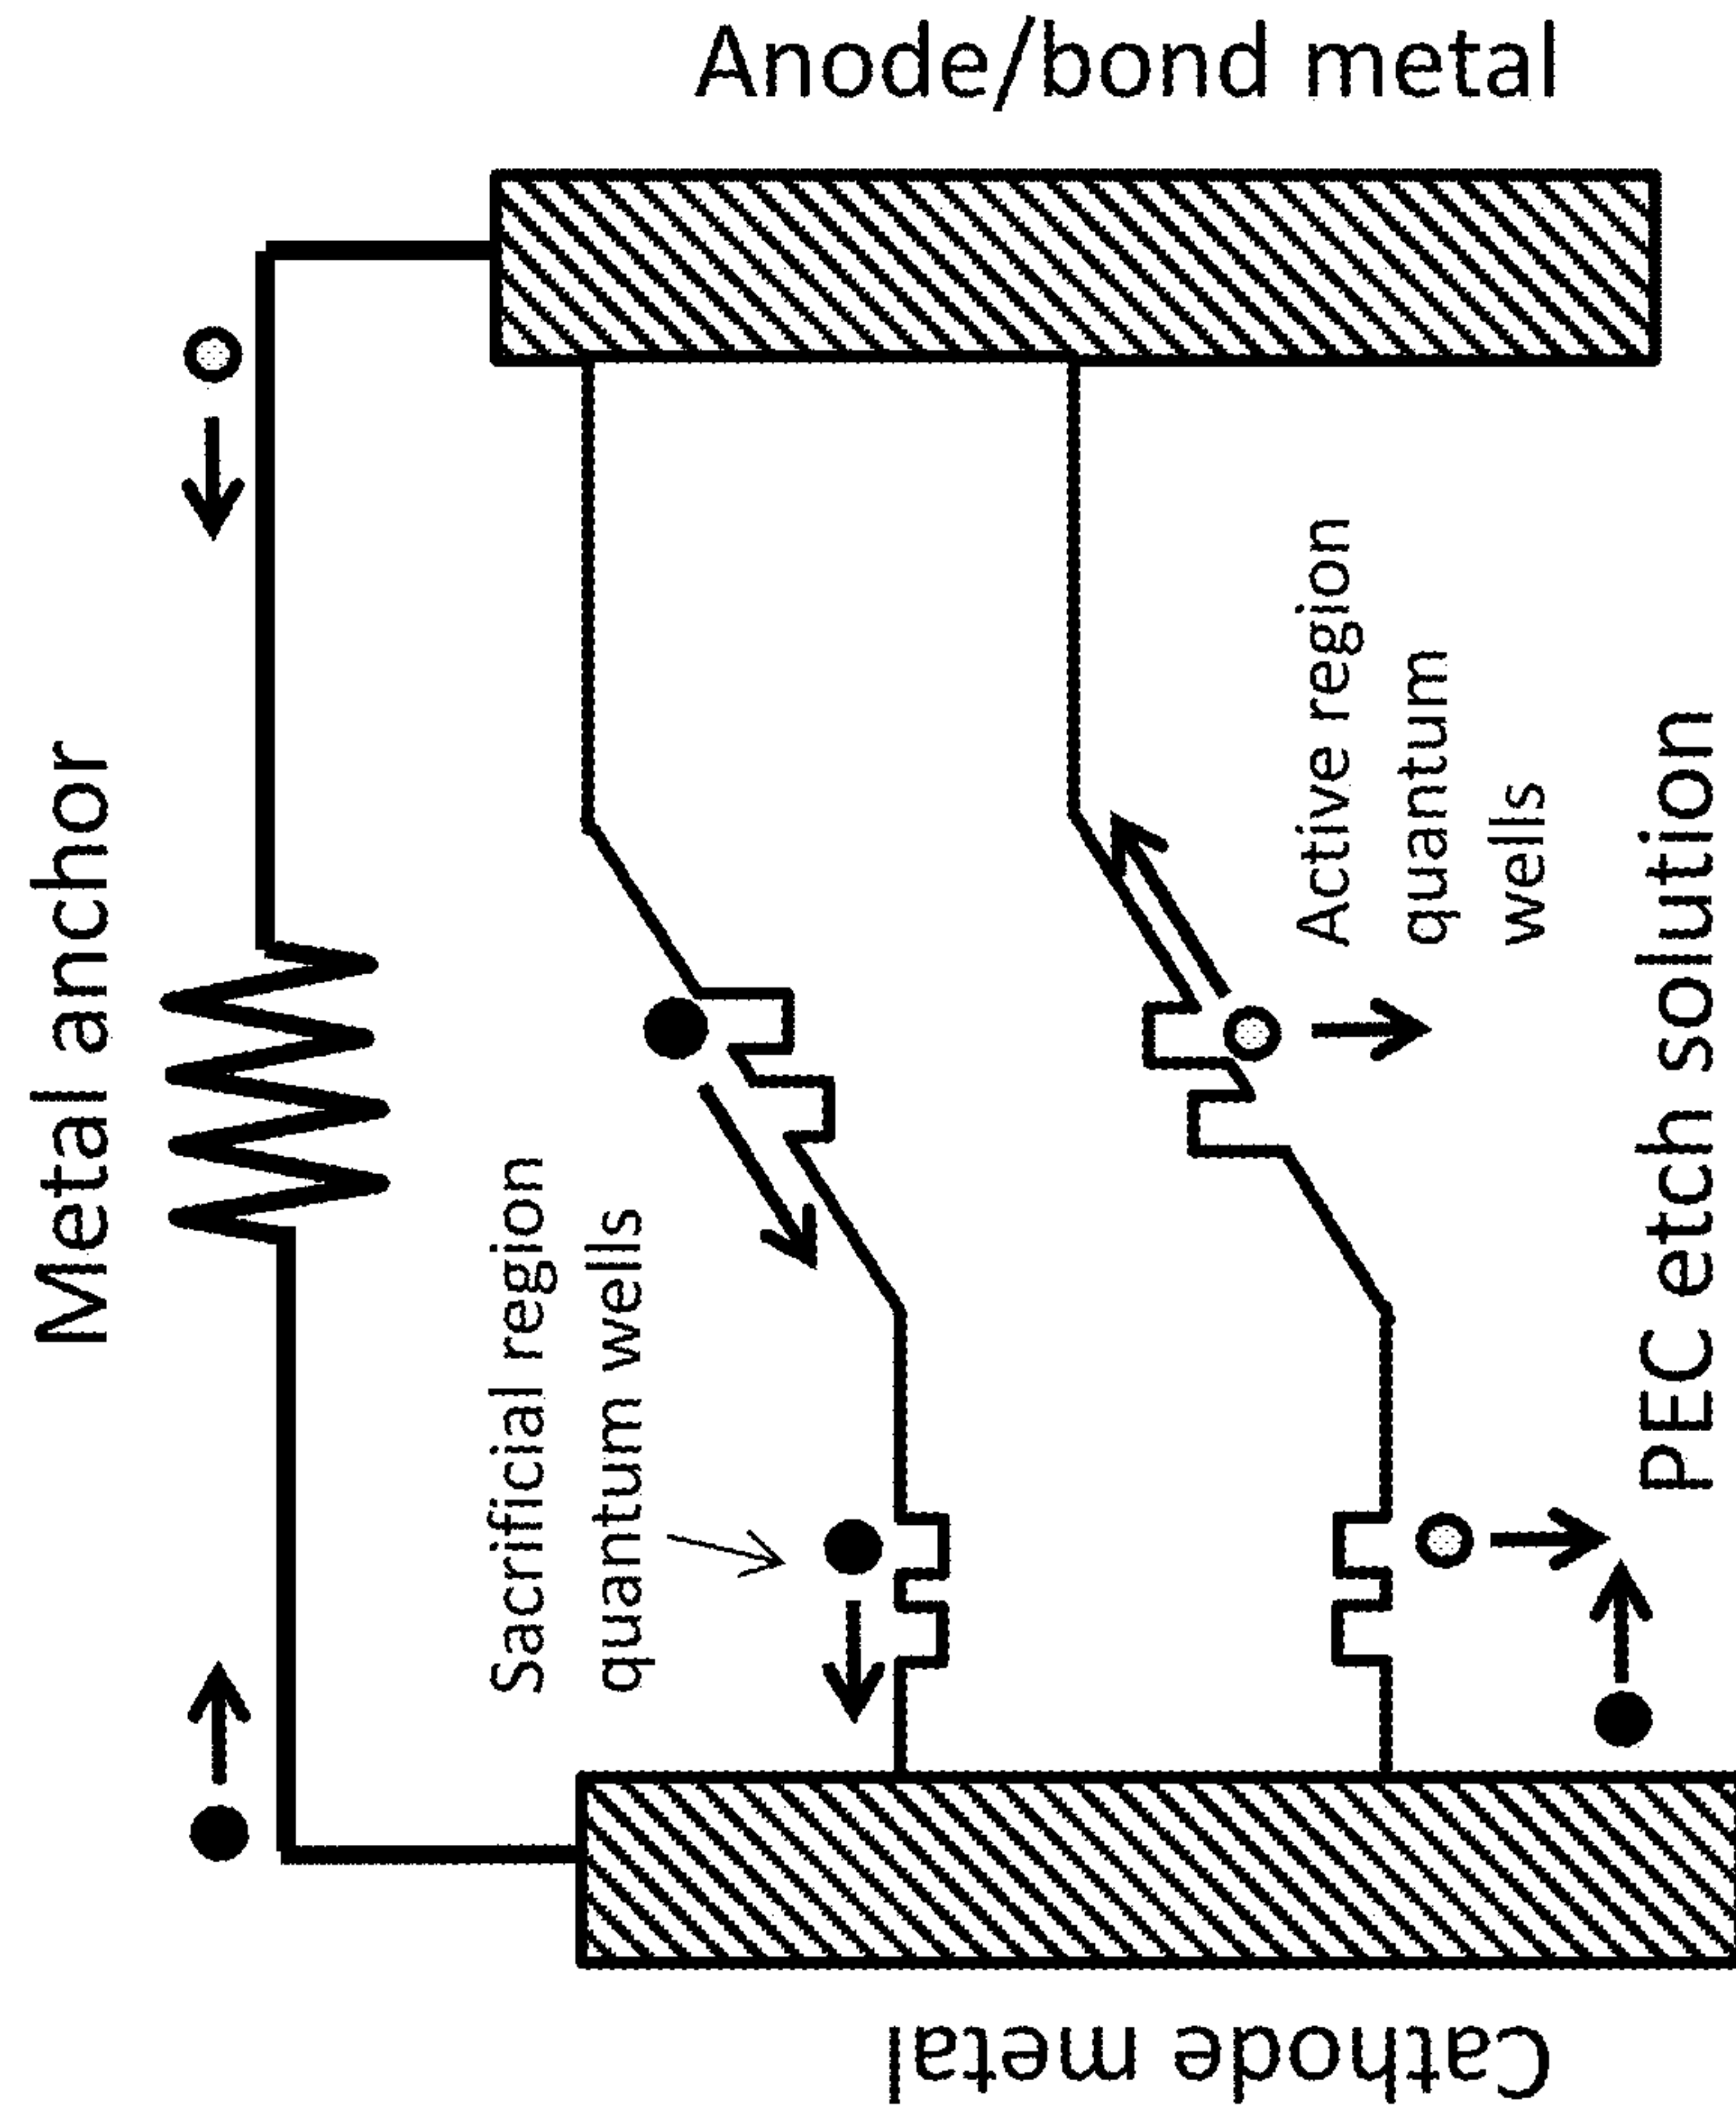 Anode/bond metal
Metal anchor
Sacrificial region
quantum wells
Active region
quantum
wells
PEC etch solution
Cathode metal